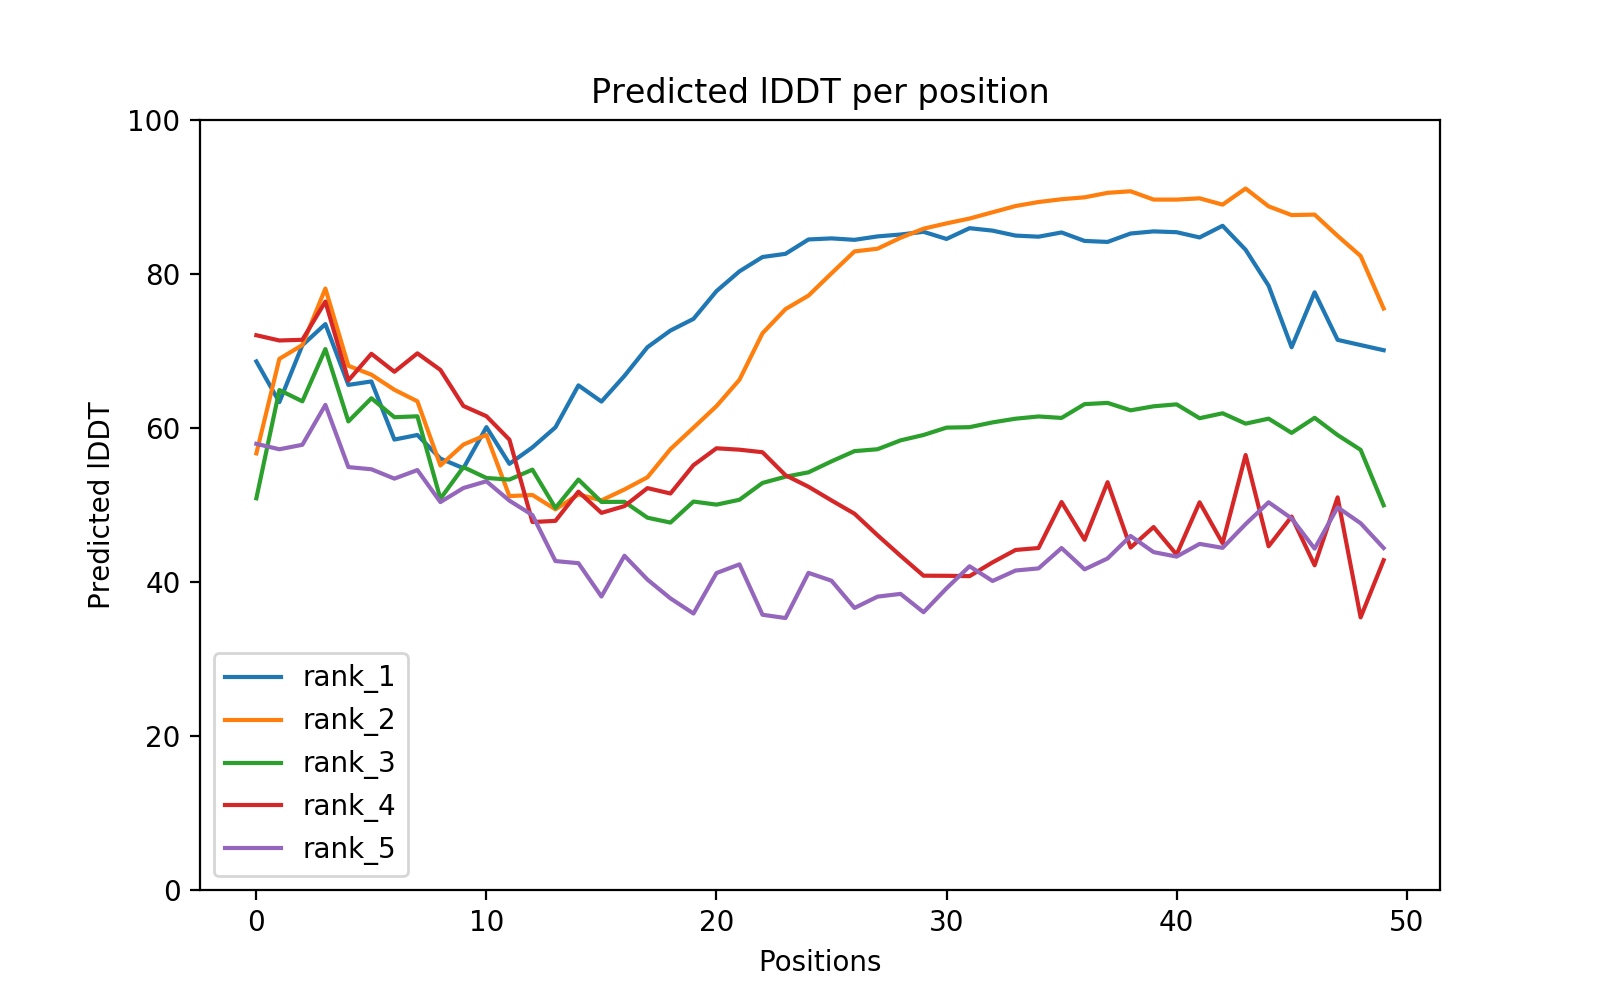 Predicted lDDT per position
100
80
60
40
20
0
Predicted lDDT
rank_1
rank_2
rank_3
rank_4
rank_5
0 10 20 30 40 50
Positions